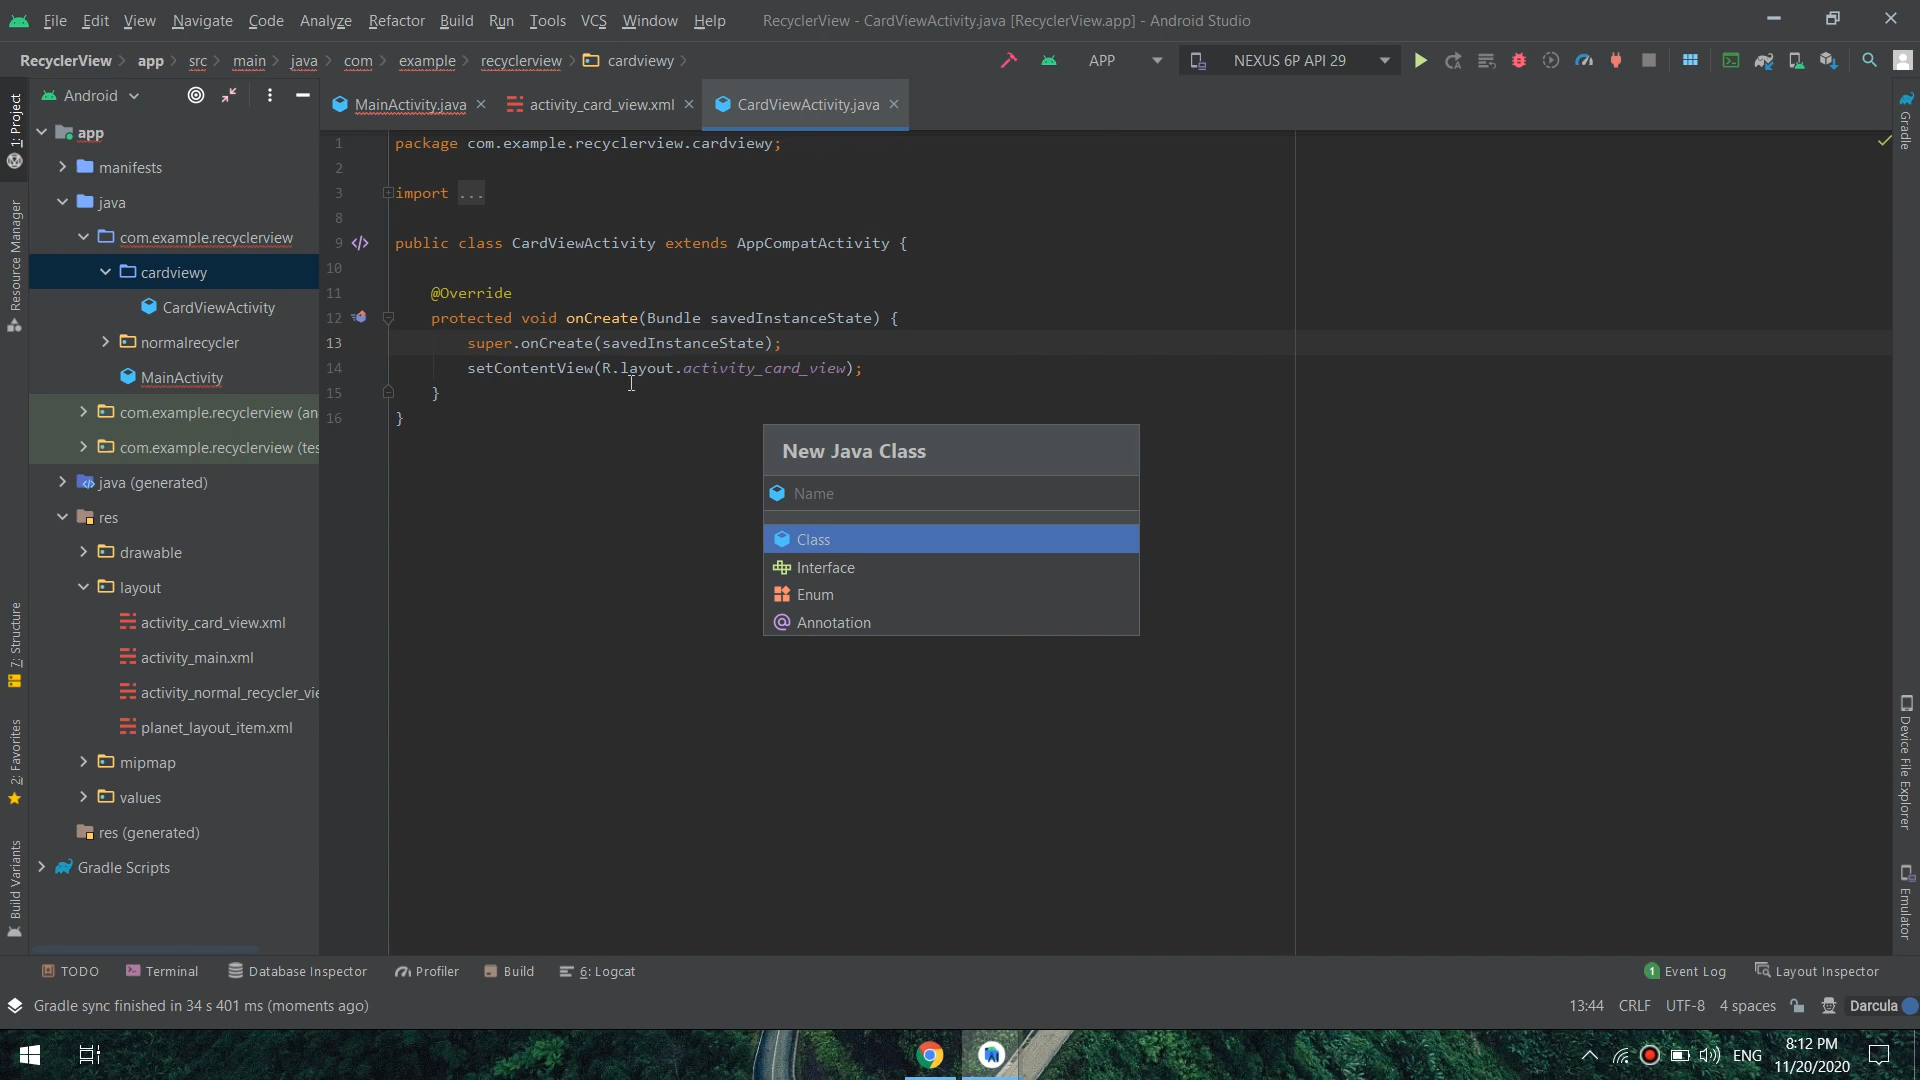 File Edit View Navigate Code Analyze Refactor Build Run Tools VCS Window Help RecyclerView - CardViewActivity.java [RecyclerView.app] - Android Studio
RecyclerView app src main java com example recyclerview cardviewy APP NEXUS 6P API 29
Android
MainActivity.java activity_card_view.xml CardViewActivity.java
1: Project
Resource Manager
7: Structure
2: Favorites
Build Variants
app
manifests
java
com.example.recyclerview
cardviewy
CardViewActivity
normalrecycler
MainActivity
com.example.recyclerview (an
com.example.recyclerview (tes
java (generated)
res
drawable
layout
activity_card_view.xml
activity_main.xml
activity_normal_recycler_vie
planet_layout_item.xml
mipmap
values
res (generated)
Gradle Scripts
1 package com.example.recyclerview.cardviewy;
2
3 import ...
8
9 public class CardViewActivity extends AppCompatActivity {
10
11 @Override
12 protected void onCreate(Bundle savedInstanceState) {
13 super.onCreate(savedInstanceState);
14 setContentView(R.layout.activity_card_view);
15 }
16 }
New Java Class
Name
Class
Interface
Enum
Annotation
Gradle
Device File Explorer
Emulator
TODO Terminal Database Inspector Profiler Build 6: Logcat 1 Event Log Layout Inspector
Gradle sync finished in 34 s 401 ms (moments ago) 13:44 CRLF UTF-8 4 spaces Darcula
ENG 8:12 PM
11/20/2020